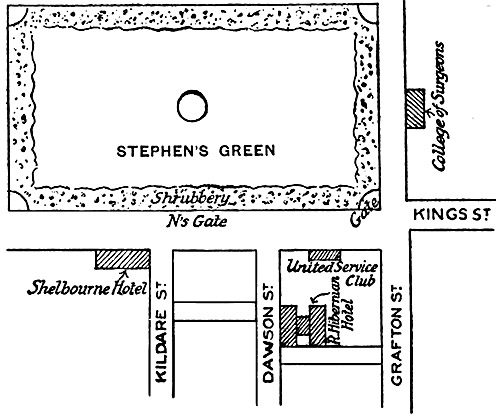 STEPHEN'S GREEN
Shrubbery
N's Gate
Gate
College of Surgeons
KINGS ST.
Shelbourne Hotel
KILDARE ST.
DAWSON ST.
United Service
Club
R. Hibernian
Hotel
GRAFTON ST.